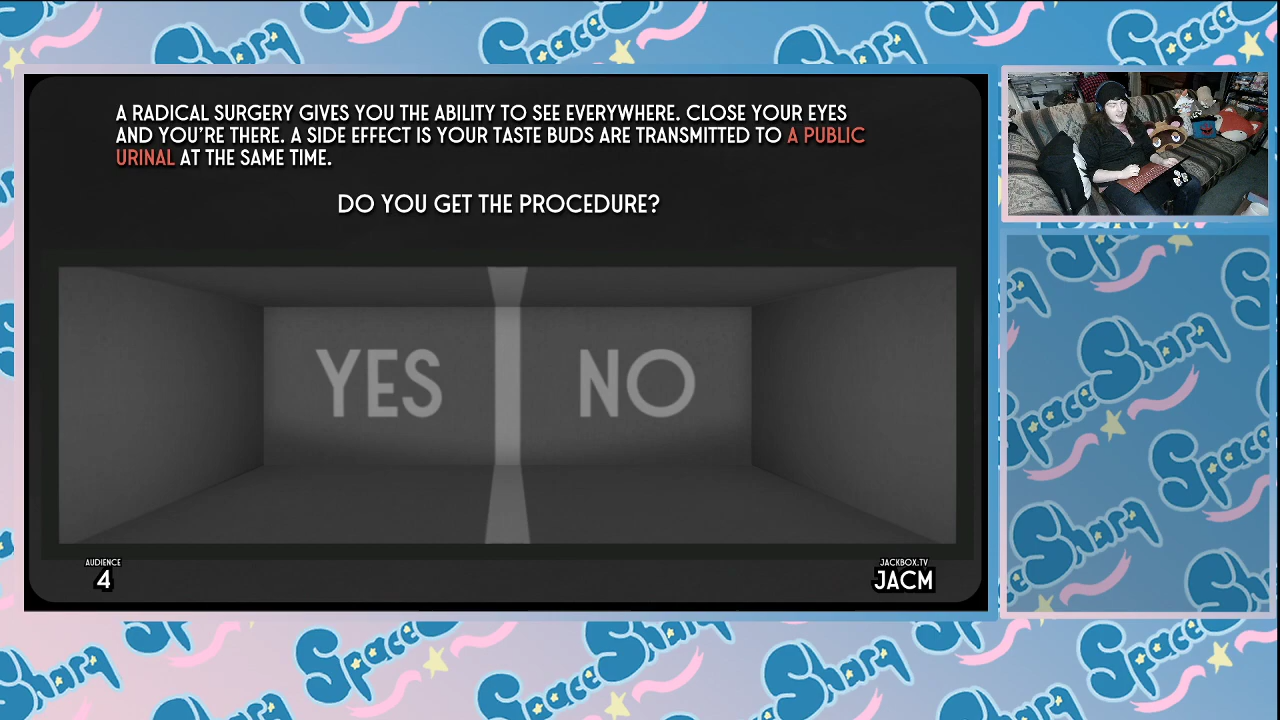 A RADICAL SURGERY GIVES YOU THE ABILITY TO SEE EVERYWHERE. CLOSE YOUR EYES
AND YOU'RE THERE. A SIDE EFFECT IS YOUR TASTE BUDS ARE TRANSMITTED TO A PUBLIC
URINAL AT THE SAME TIME.
DO YOU GET THE PROCEDURE?
YES NO
AUDIENCE
4
JACKBOX.TV
JACM
Space Sharq